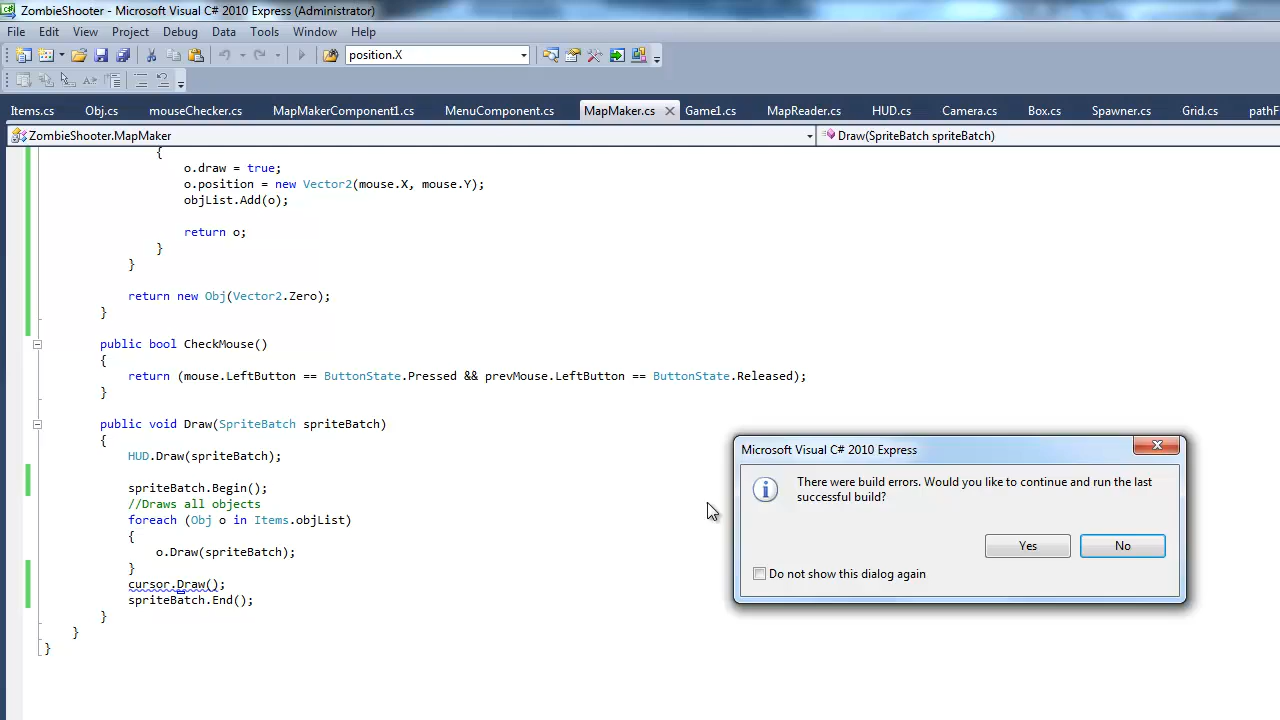 ZombieShooter - Microsoft Visual C# 2010 Express (Administrator)
File Edit View Project Debug Data Tools Window Help
position.X
Items.cs Obj.cs mouseChecker.cs MapMakerComponent1.cs MenuComponent.cs MapMaker.cs Game1.cs MapReader.cs HUD.cs Camera.cs Box.cs Spawner.cs Grid.cs pathF
ZombieShooter.MapMaker Draw(SpriteBatch spriteBatch)
{
o.draw = true;
o.position = new Vector2(mouse.X, mouse.Y);
objList.Add(o);
return o;
}
}
return new Obj(Vector2.Zero);
}
public bool CheckMouse()
{
return (mouse.LeftButton == ButtonState.Pressed && prevMouse.LeftButton == ButtonState.Released);
}
public void Draw(SpriteBatch spriteBatch)
{
HUD.Draw(spriteBatch);
spriteBatch.Begin();
//Draws all objects
foreach (Obj o in Items.objList)
{
o.Draw(spriteBatch);
}
cursor.Draw();
spriteBatch.End();
}
}
}
Microsoft Visual C# 2010 Express
There were build errors. Would you like to continue and run the last
successful build?
Yes No
Do not show this dialog again